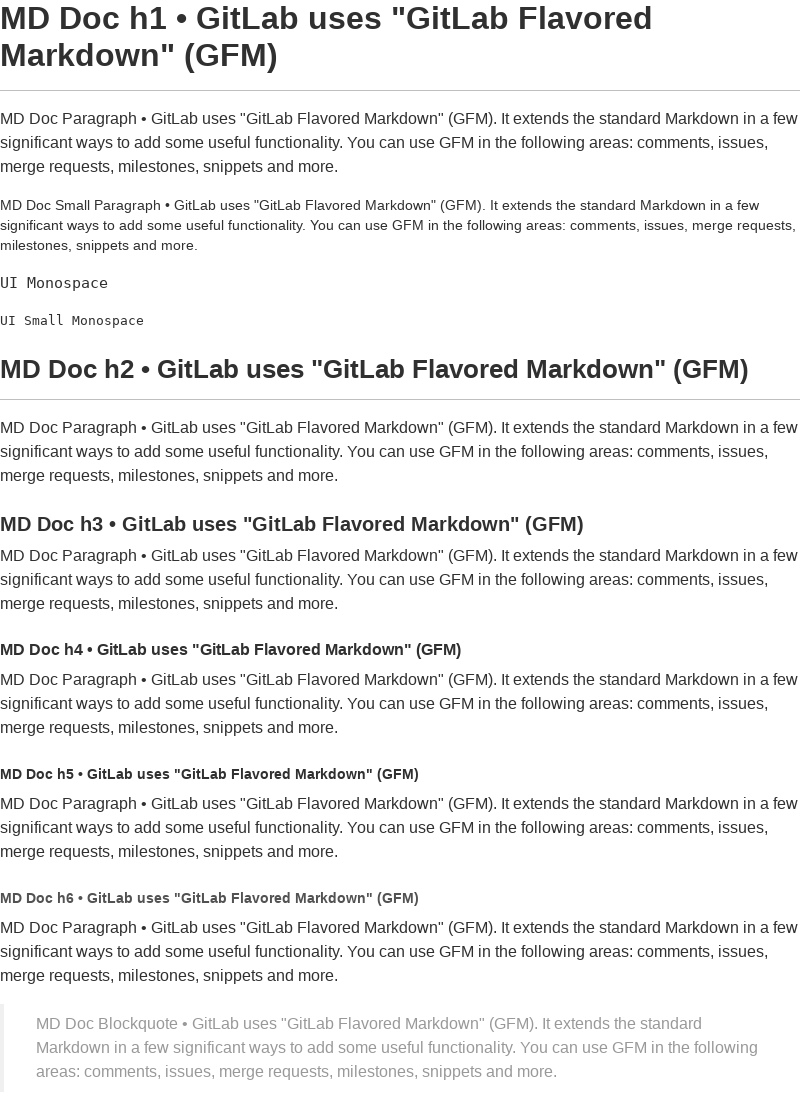 MD Doc h1 • GitLab uses "GitLab Flavored
Markdown" (GFM)
MD Doc Paragraph • GitLab uses "GitLab Flavored Markdown" (GFM). It extends the standard Markdown in a few
significant ways to add some useful functionality. You can use GFM in the following areas: comments, issues,
merge requests, milestones, snippets and more.
MD Doc Small Paragraph • GitLab uses "GitLab Flavored Markdown" (GFM). It extends the standard Markdown in a few
significant ways to add some useful functionality. You can use GFM in the following areas: comments, issues, merge requests,
milestones, snippets and more.
UI Monospace
UI Small Monospace
MD Doc h2 • GitLab uses "GitLab Flavored Markdown" (GFM)
MD Doc Paragraph • GitLab uses "GitLab Flavored Markdown" (GFM). It extends the standard Markdown in a few
significant ways to add some useful functionality. You can use GFM in the following areas: comments, issues,
merge requests, milestones, snippets and more.
MD Doc h3 • GitLab uses "GitLab Flavored Markdown" (GFM)
MD Doc Paragraph • GitLab uses "GitLab Flavored Markdown" (GFM). It extends the standard Markdown in a few
significant ways to add some useful functionality. You can use GFM in the following areas: comments, issues,
merge requests, milestones, snippets and more.
MD Doc h4 • GitLab uses "GitLab Flavored Markdown" (GFM)
MD Doc Paragraph • GitLab uses "GitLab Flavored Markdown" (GFM). It extends the standard Markdown in a few
significant ways to add some useful functionality. You can use GFM in the following areas: comments, issues,
merge requests, milestones, snippets and more.
MD Doc h5 • GitLab uses "GitLab Flavored Markdown" (GFM)
MD Doc Paragraph • GitLab uses "GitLab Flavored Markdown" (GFM). It extends the standard Markdown in a few
significant ways to add some useful functionality. You can use GFM in the following areas: comments, issues,
merge requests, milestones, snippets and more.
MD Doc h6 • GitLab uses "GitLab Flavored Markdown" (GFM)
MD Doc Paragraph • GitLab uses "GitLab Flavored Markdown" (GFM). It extends the standard Markdown in a few
significant ways to add some useful functionality. You can use GFM in the following areas: comments, issues,
merge requests, milestones, snippets and more.
MD Doc Blockquote • GitLab uses "GitLab Flavored Markdown" (GFM). It extends the standard
Markdown in a few significant ways to add some useful functionality. You can use GFM in the following
areas: comments, issues, merge requests, milestones, snippets and more.